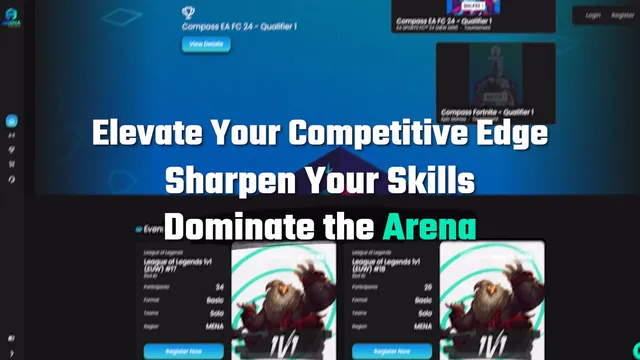 Compass EA FC 24 - Qualifier 1
View Details
Compass EA FC 24 - Qualifier 1
Login
Register
Compass Fortnite - Qualifier 1
Elevate Your Competitive Edge
Sharpen Your Skills
Dominate the Arena
League of Legends
League of Legends 1v1
(EUW) #17
Participants 34
Format Basic
Teams Solo
Region MENA
Register Now
1V1
League of Legends
League of Legends 1v1
(EUW) #18
Participants 26
Format Basic
Teams Solo
Region MENA
Register Now
1V1